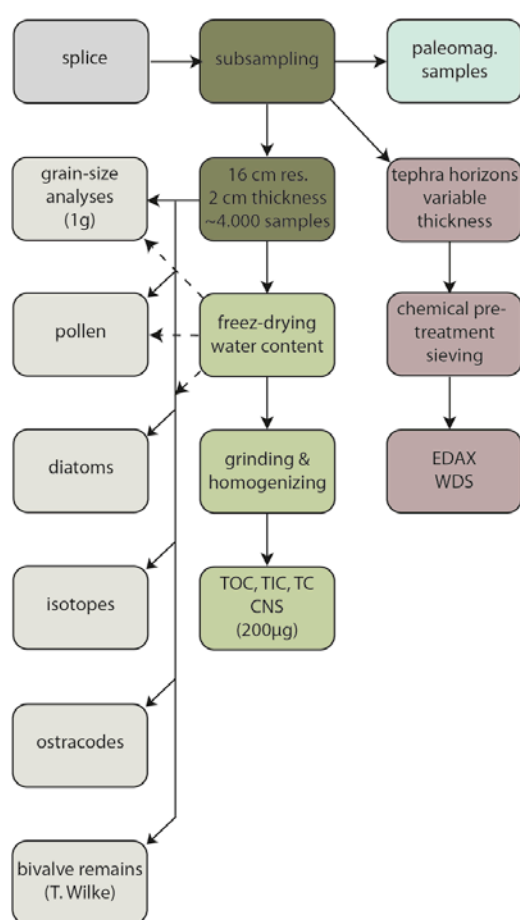 splice
subsampling
paleomag.
samples
grain-size
analyses
(1g)
16 cm res.
2 cm thickness
~4.000 samples
tephra horizons
variable
thickness
pollen
freez-drying
water content
chemical pre-
treatment
sieving
diatoms
grinding &
homogenizing
EDAX
WDS
isotopes
TOC, TIC, TC
CNS
(200µg)
ostracodes
bivalve remains
(T. Wilke)